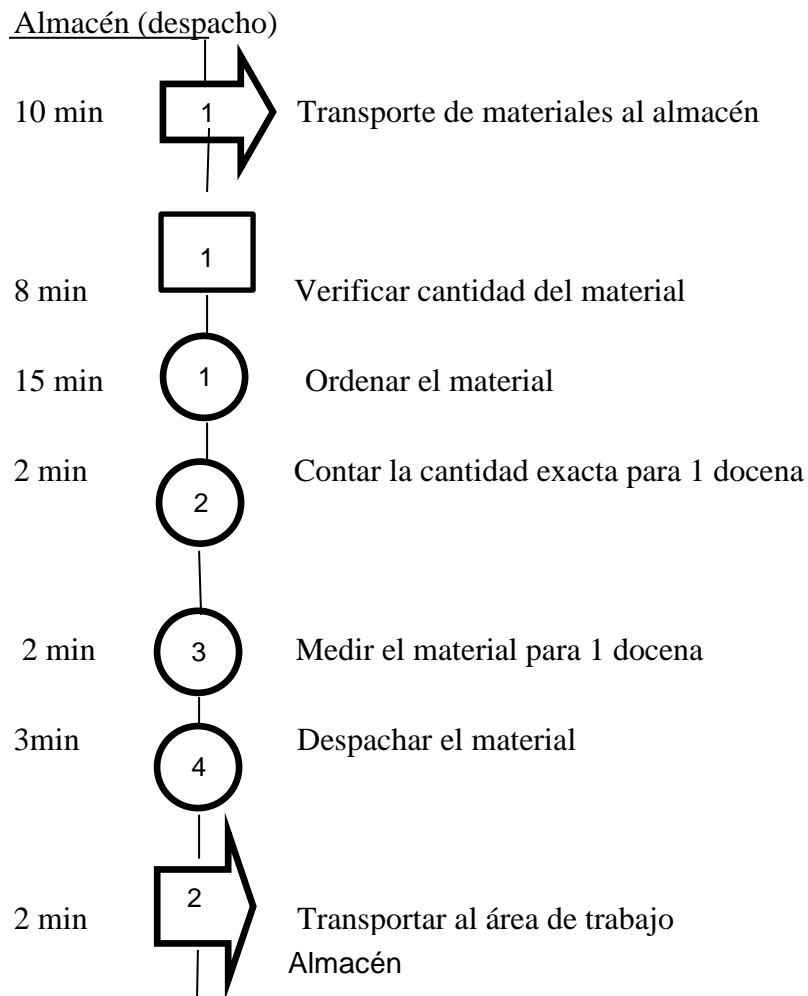 Almacén (despacho)
10 min 1 Transporte de materiales al almacén
1
8 min Verificar cantidad del material
15 min 1 Ordenar el material
2 min Contar la cantidad exacta para 1 docena
2
2 min 3 Medir el material para 1 docena
3min Despachar el material
4
2
2 min Transportar al área de trabajo
Almacén